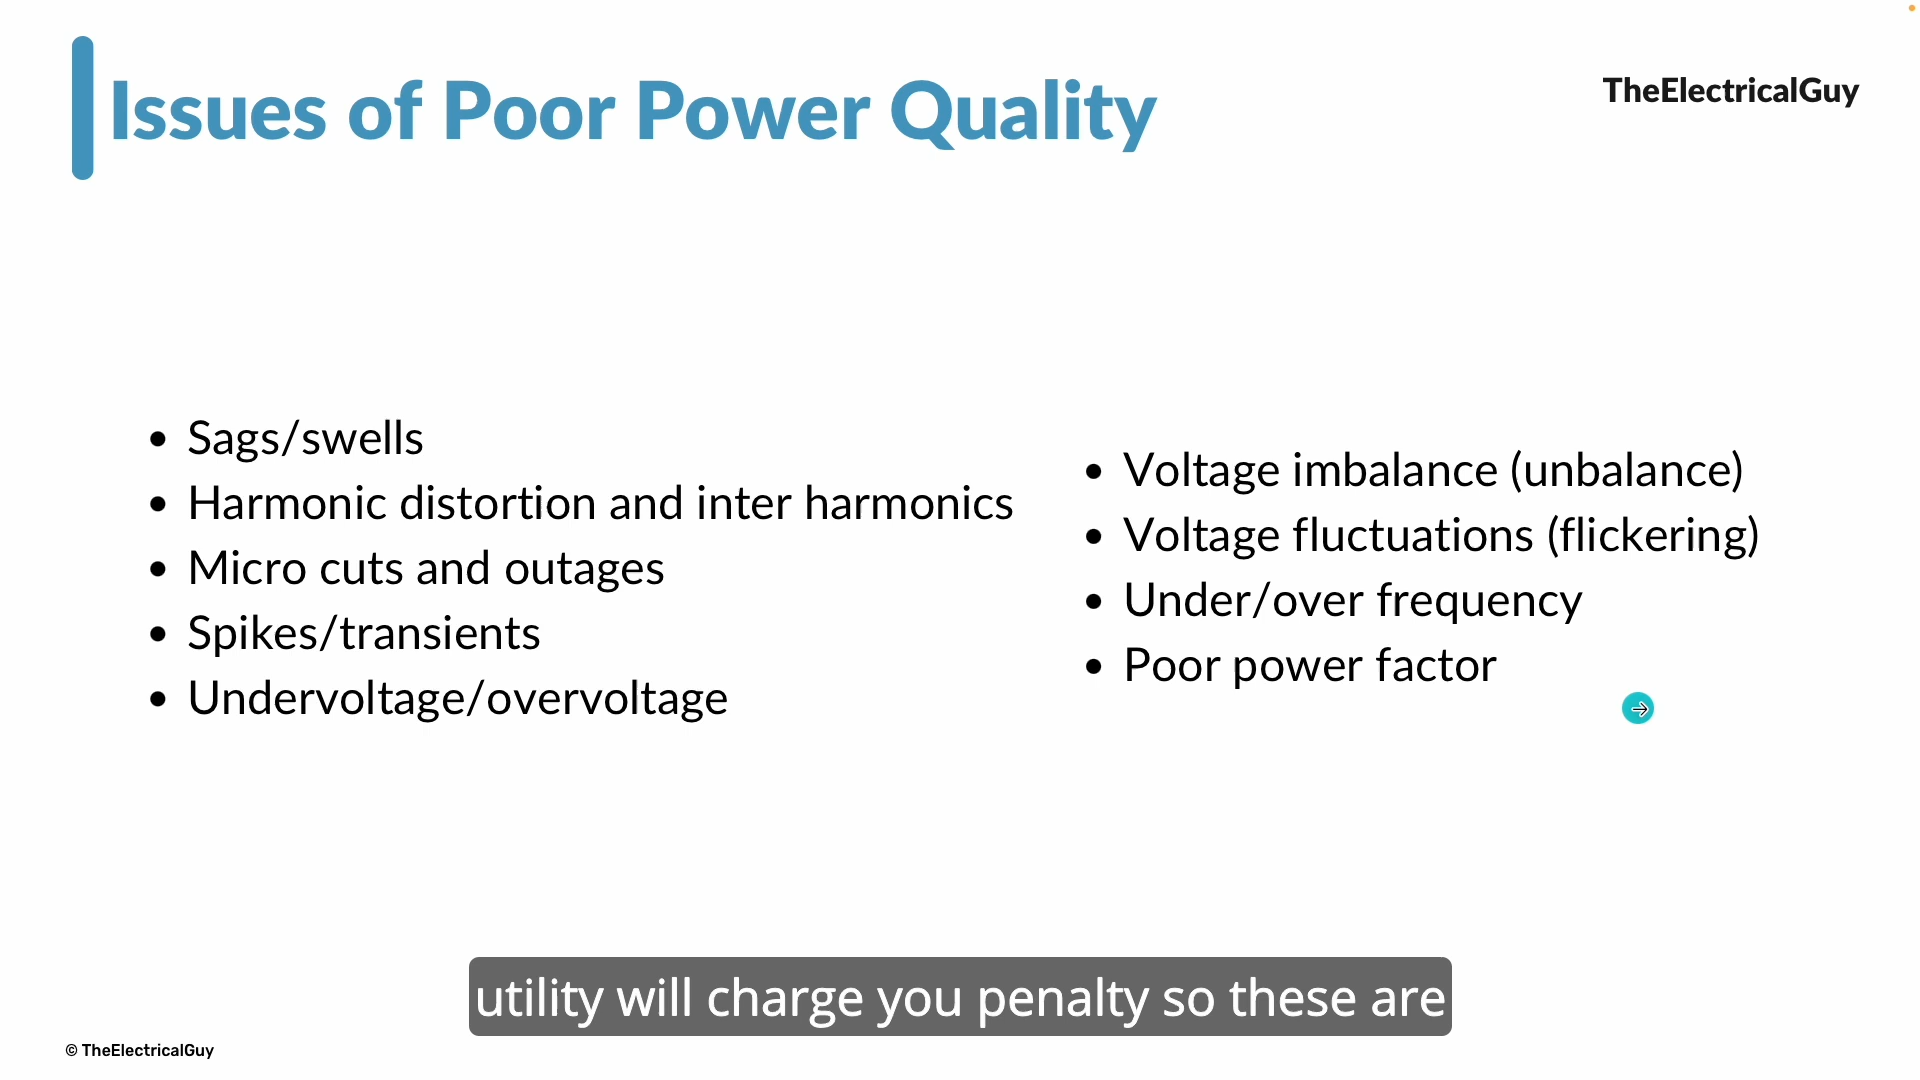 Issues of Poor Power Quality
TheElectricalGuy
• Sags/swells
• Harmonic distortion and inter harmonics
• Micro cuts and outages
• Spikes/transients
• Undervoltage/overvoltage
• Voltage imbalance (unbalance)
• Voltage fluctuations (flickering)
• Under/over frequency
• Poor power factor
utility will charge you penalty so these are
© TheElectricalGuy